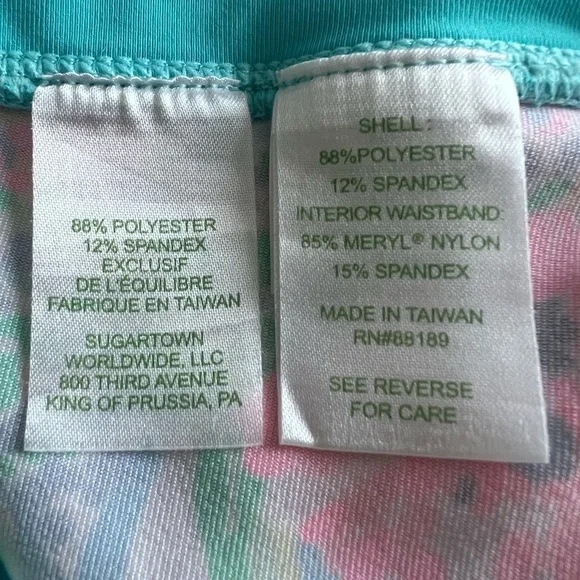 88% POLYESTER
12% SPANDEX
EXCLUSIF
DE L'ÉQUILIBRE
FABRIQUE EN TAIWAN
SUGARTOWN
WORLDWIDE, LLC
800 THIRD AVENUE
KING OF PRUSSIA, PA
SHELL:
88%POLYESTER
12% SPANDEX
INTERIOR WAISTBAND:
85% MERYL® NYLON
15% SPANDEX
MADE IN TAIWAN
RN#88189
SEE REVERSE
FOR CARE